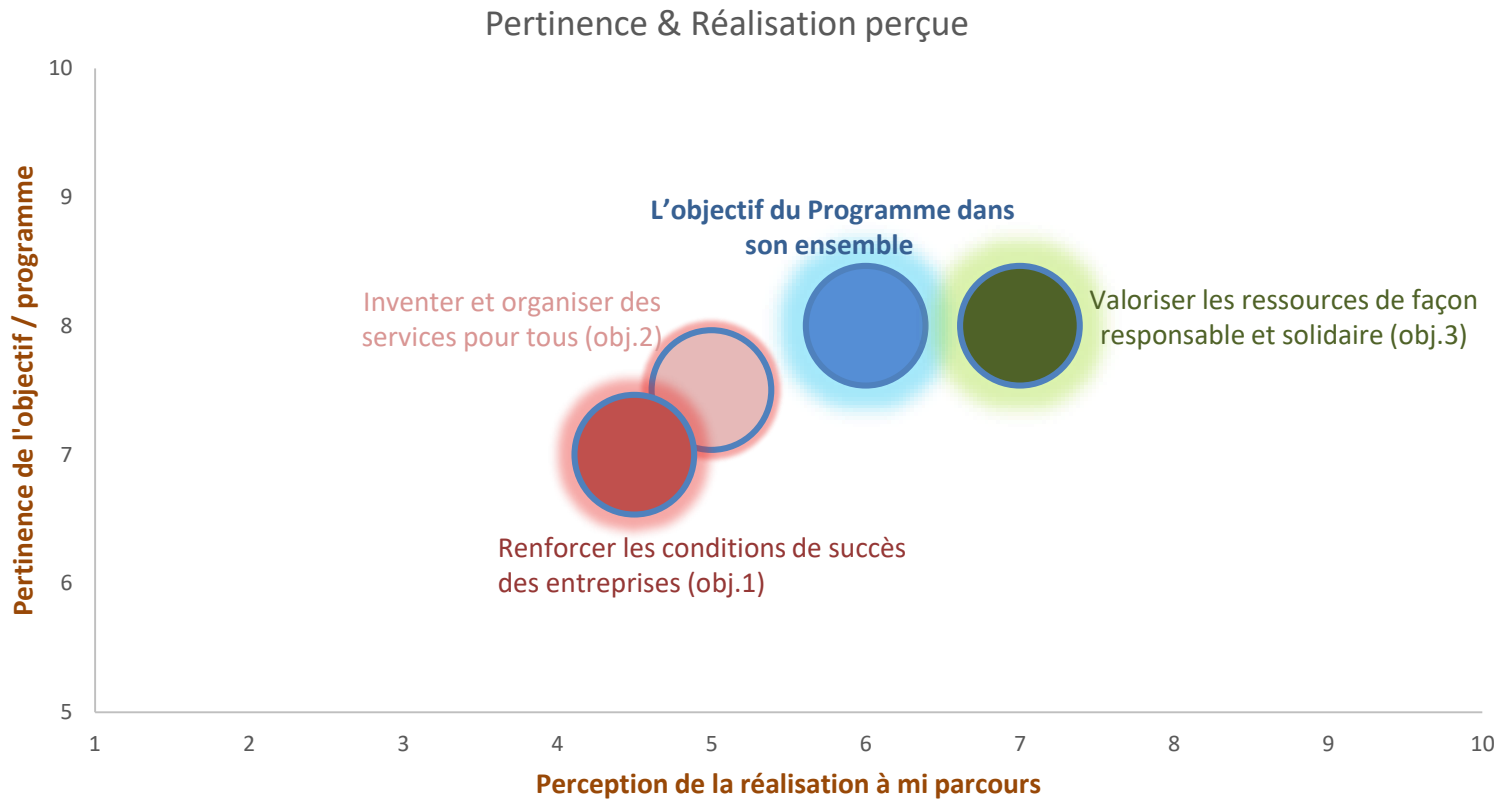 Pertinence & Réalisation perçue
10
9
8
7
6
5
Pertinence de l'objectif / programme
L’objectif du Programme dans
son ensemble
Inventer et organiser des
services pour tous (obj.2)
Valoriser les ressources de façon
responsable et solidaire (obj.3)
Renforcer les conditions de succès
des entreprises (obj.1)
1 2 3 4 5 6 7 8 9 10
Perception de la réalisation à mi parcours